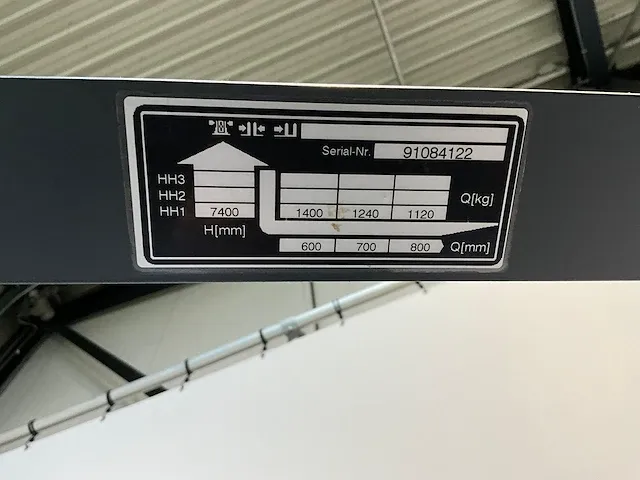 Serial-Nr. 91084122
HH3
HH2
HH1 7400 1400 1240 1120
Q[kg]
H[mm]
600 700 800 Q[mm]